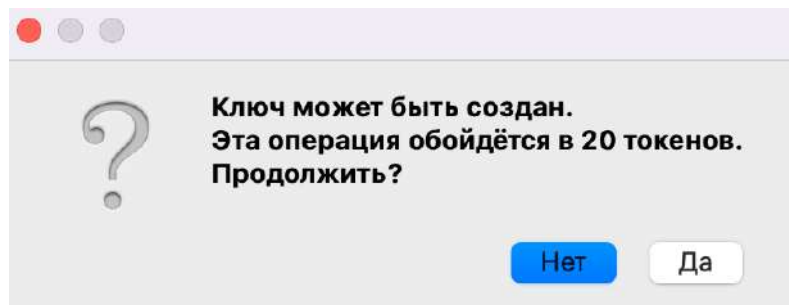 Ключ может быть создан.
Эта операция обойдётся в 20 токенов.
Продолжить?
Нет Да